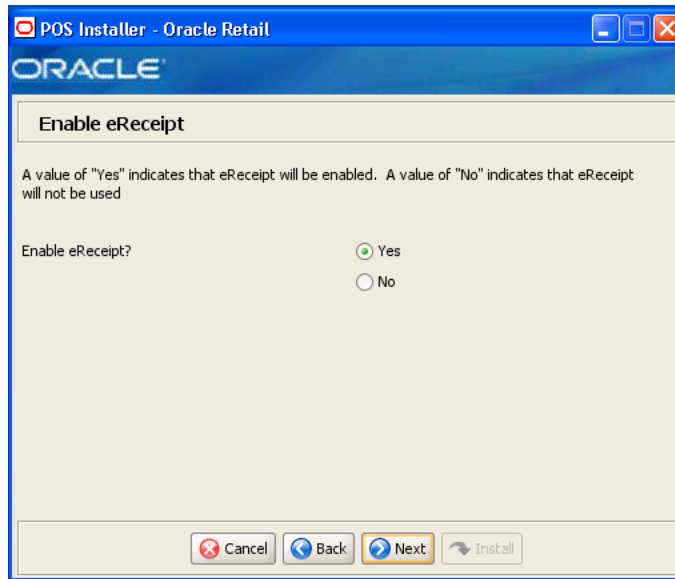 POS Installer - Oracle Retail
ORACLE
Enable eReceipt
A value of "Yes" indicates that eReceipt will be enabled.  A value of "No" indicates that eReceipt
will not be used
Enable eReceipt?
Yes
No
Cancel
Back
Next
Install